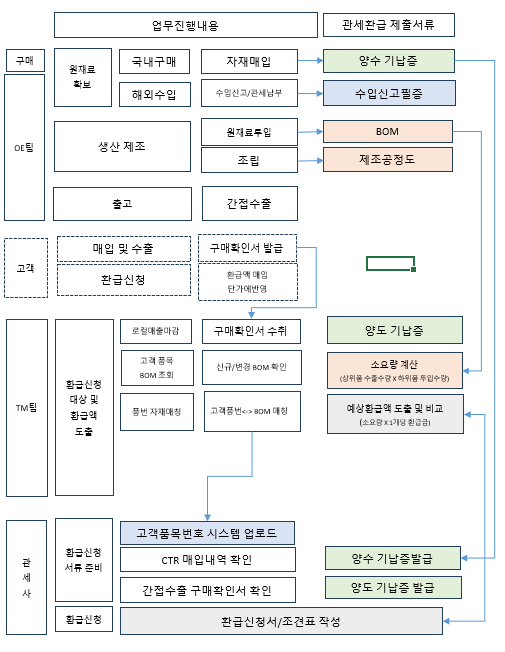 업무진행내용
관세환급 제출서류
구매
원재료
확보
국내구매
자재매입
양수 기납증
OE팀
해외수입
수입신고/관세납부
수입신고필증
생산 제조
원재료투입
BOM
조립
제조공정도
출고
간접수출
고객
매입 및 수출
구매확인서 발급
환급신청
환급액 매입
단가에반영
TM팀
환급신청
대상 및
환급액
도출
로컬매출마감
구매확인서 수취
양도 기납증
고객 품목
BOM 조회
신규/변경 BOM 확인
소요량 계산
(상위품 수출수량 X 하위품 투입수량)
품번 자재매칭
고객품번<-> BOM 매칭
예상환급액 도출 및 비교
(소요량 X 1개당 환급금)
관
세
사
환급신청
서류 준비
고객품목번호 시스템 업로드
CTR 매입내역 확인
양수 기납증발급
간접수출 구매확인서 확인
양도 기납증 발급
환급신청
환급신청서/조견표 작성